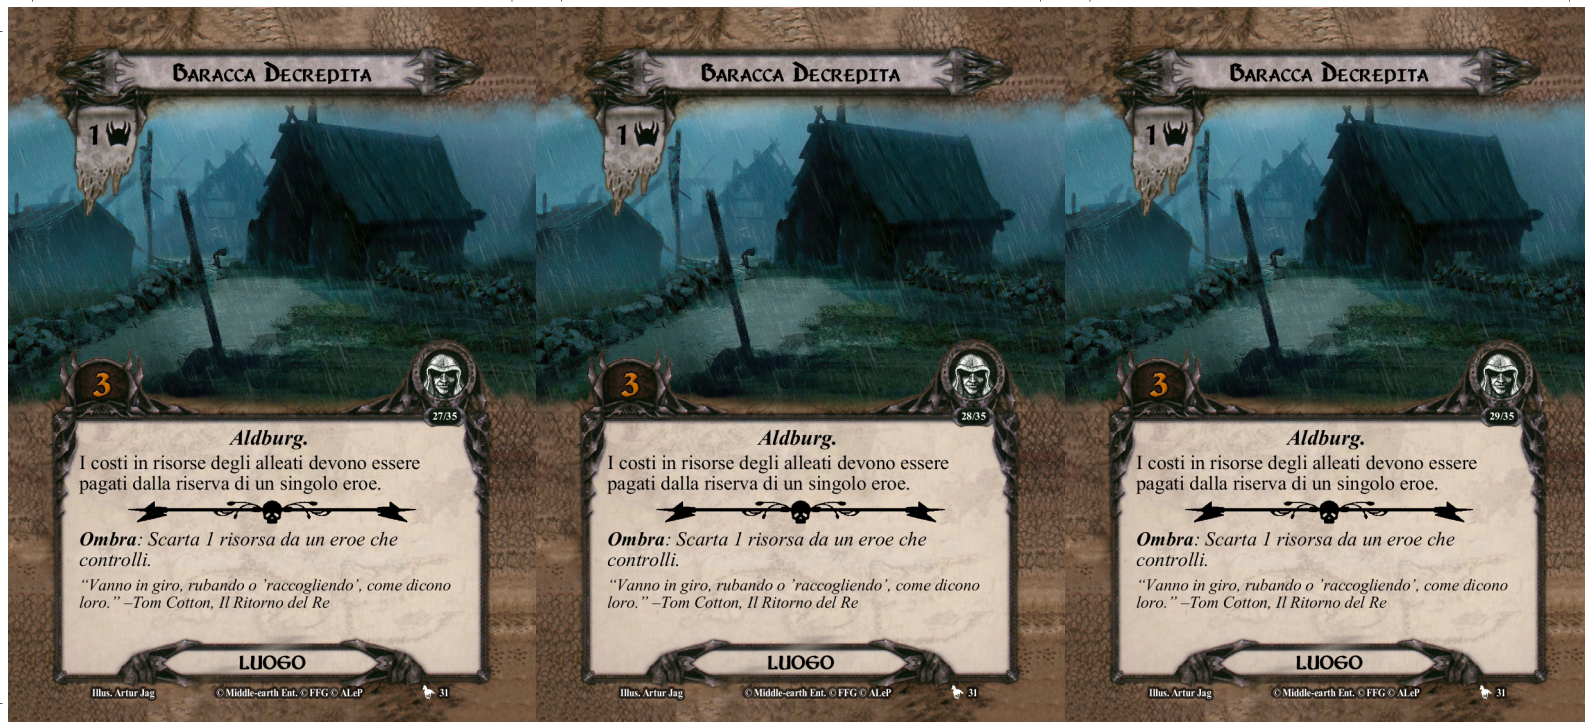 Baracca Decrepita
1
3
27/35
Aldburg.
I costi in risorse degli alleati devono essere
pagati dalla riserva di un singolo eroe.
Ombra: Scarta 1 risorsa da un eroe che
controlli.
“Vanno in giro, rubando o ’raccogliendo’, come dicono
loro.” –Tom Cotton, Il Ritorno del Re
LUOGO
Illus. Artur Jag © Middle-earth Ent. © FFG © ALeP 31
Baracca Decrepita
1
3
28/35
Aldburg.
I costi in risorse degli alleati devono essere
pagati dalla riserva di un singolo eroe.
Ombra: Scarta 1 risorsa da un eroe che
controlli.
“Vanno in giro, rubando o ’raccogliendo’, come dicono
loro.” –Tom Cotton, Il Ritorno del Re
LUOGO
Illus. Artur Jag © Middle-earth Ent. © FFG © ALeP 31
Baracca Decrepita
1
3
29/35
Aldburg.
I costi in risorse degli alleati devono essere
pagati dalla riserva di un singolo eroe.
Ombra: Scarta 1 risorsa da un eroe che
controlli.
“Vanno in giro, rubando o ’raccogliendo’, come dicono
loro.” –Tom Cotton, Il Ritorno del Re
LUOGO
Illus. Artur Jag © Middle-earth Ent. © FFG © ALeP 31